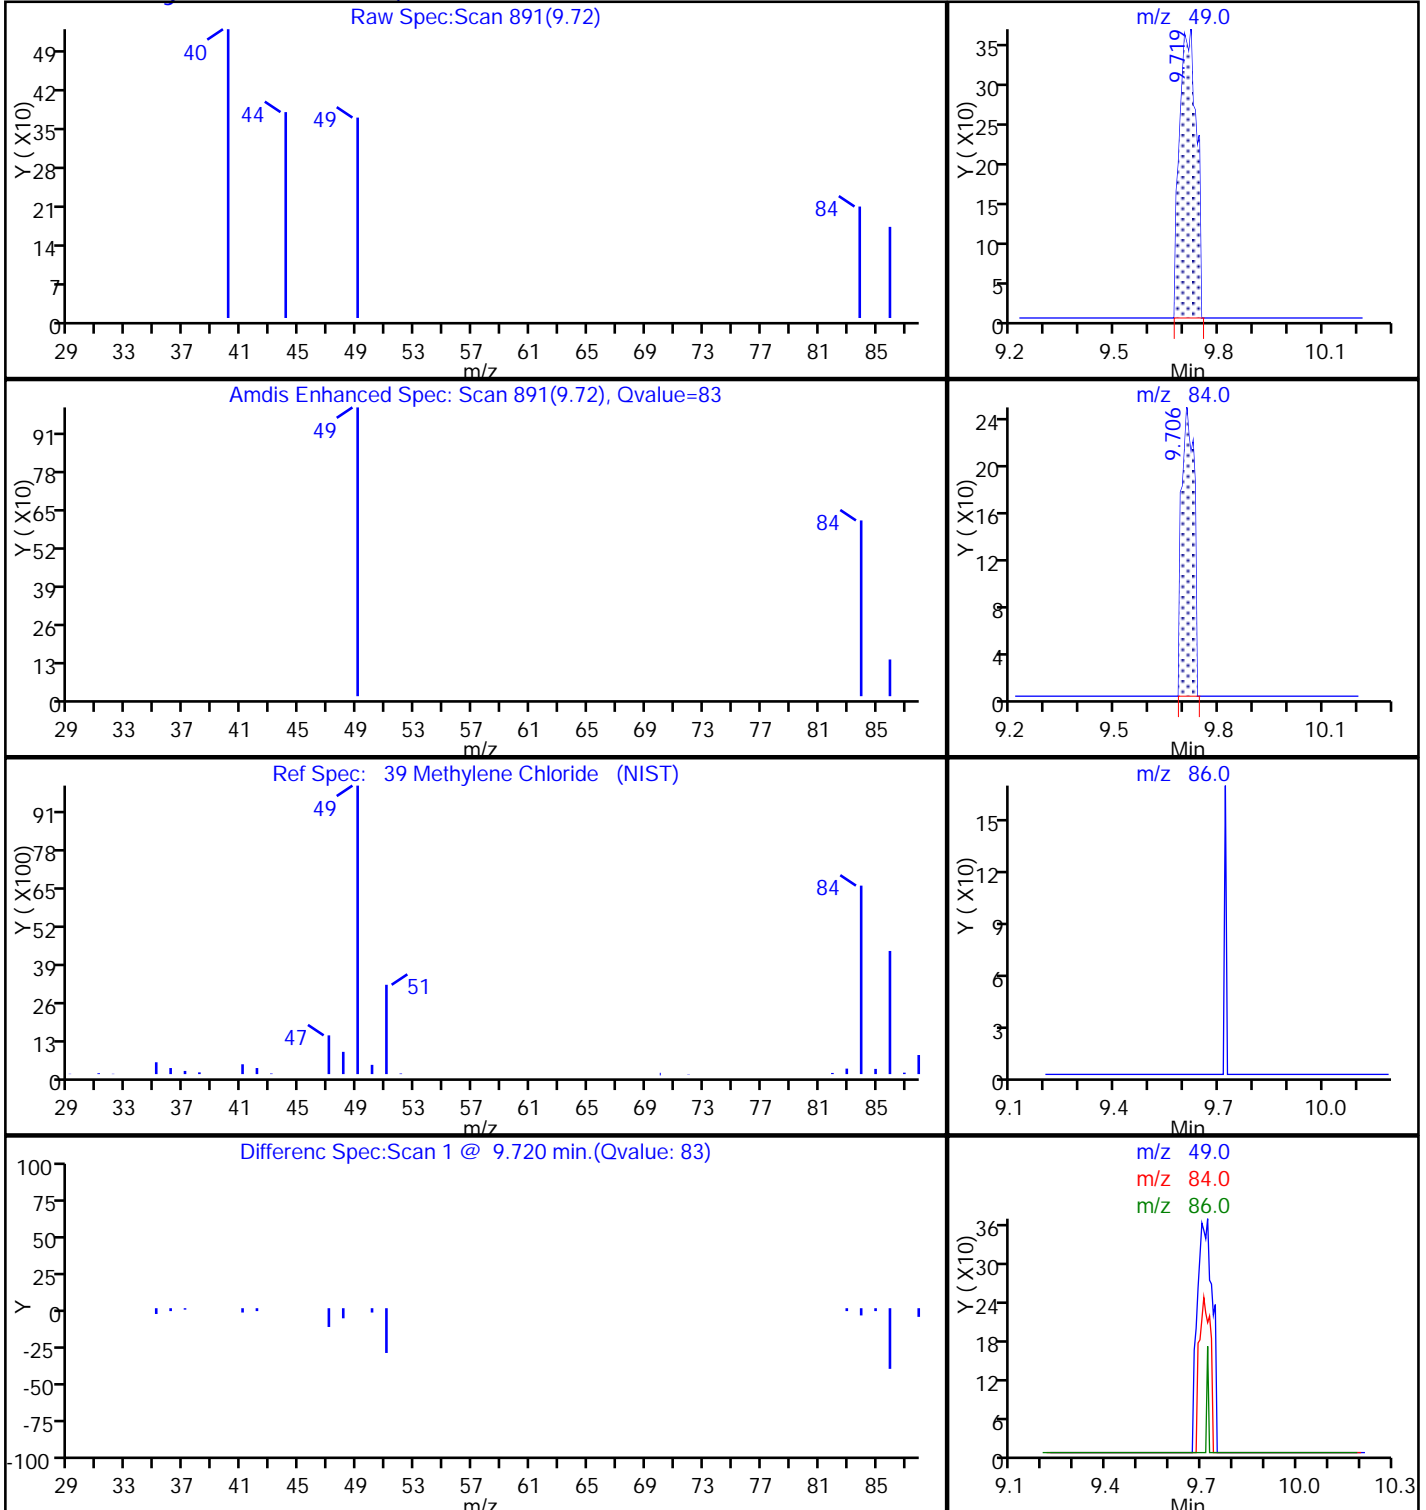 Raw Spec:Scan 891(9.72)
Y ( X10)
49
42
35
28
21
14
7
0
40
44
49
84
29 33 37 41 45 49 53 57 61 65 69 73 77 81 85
m/z
m/z 49.0
Y ( X10)
35
30
25
20
15
10
5
0
9.719
9.2 9.5 9.8 10.1
Min
Amdis Enhanced Spec: Scan 891(9.72), Qvalue=83
Y ( X10)
91
78
65
52
39
26
13
0
49
84
29 33 37 41 45 49 53 57 61 65 69 73 77 81 85
m/z
m/z 84.0
Y ( X10)
24
20
16
12
8
4
0
9.706
9.2 9.5 9.8 10.1
Min
Ref Spec: 39 Methylene Chloride (NIST)
Y ( X100)
91
78
65
52
39
26
13
0
47
49
51
84
29 33 37 41 45 49 53 57 61 65 69 73 77 81 85
m/z
m/z 86.0
Y ( X10)
15
12
9
6
3
0
9.1 9.4 9.7 10.0
Min
Differenc Spec:Scan 1 @ 9.720 min.(Qvalue: 83)
Y
100
75
50
25
0
-25
-50
-75
-100
29 33 37 41 45 49 53 57 61 65 69 73 77 81 85
m/z
m/z 49.0
m/z 84.0
m/z 86.0
Y ( X10)
36
30
24
18
12
6
0
9.1 9.4 9.7 10.0 10.3
Min